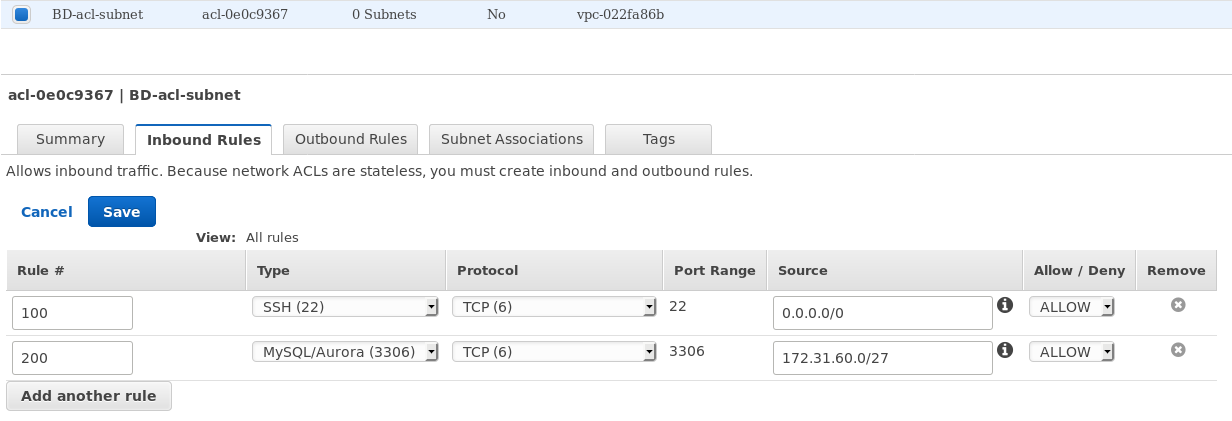 BD-acl-subnet acl-0e0c9367 0 Subnets No vpc-022fa86b
acl-0e0c9367 | BD-acl-subnet
Summary Inbound Rules Outbound Rules Subnet Associations Tags
Allows inbound traffic. Because network ACLs are stateless, you must create inbound and outbound rules.
Cancel Save
View: All rules
Rule # Type Protocol Port Range Source Allow / Deny Remove
100 SSH (22) TCP (6) 22 0.0.0.0/0 ALLOW
200 MySQL/Aurora (3306) TCP (6) 3306 172.31.60.0/27 ALLOW
Add another rule